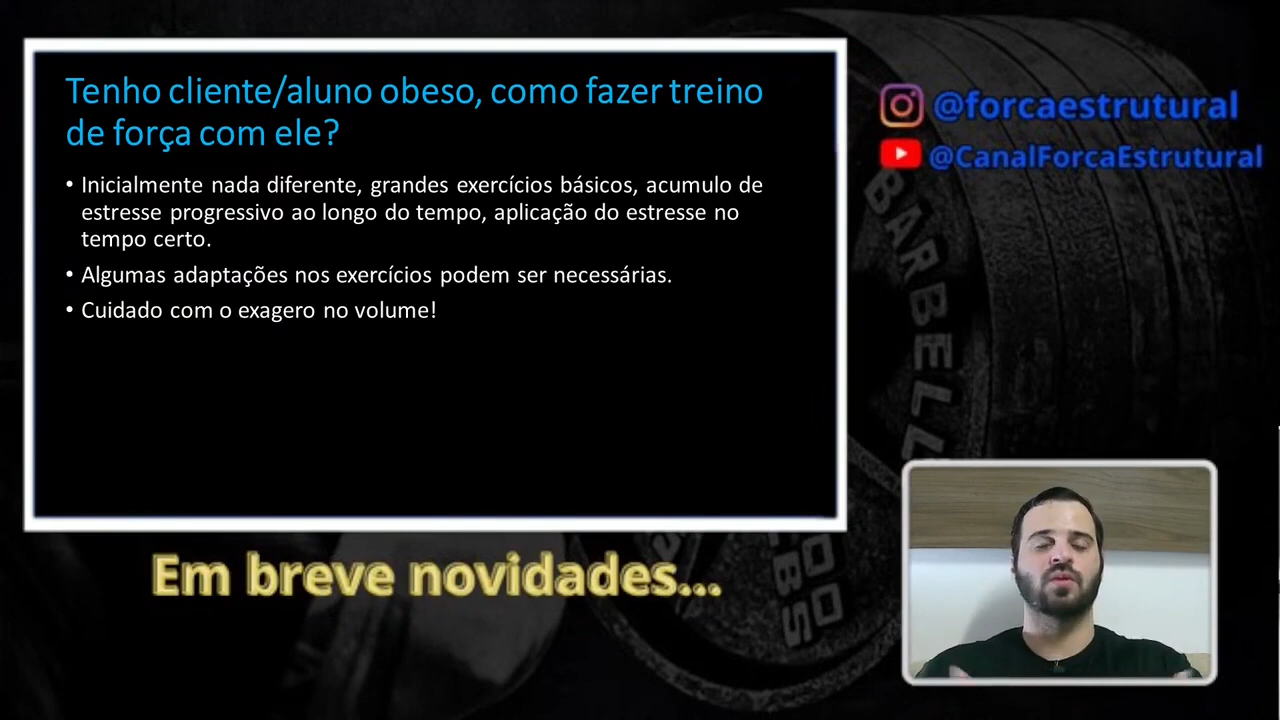 Tenho cliente/aluno obeso, como fazer treino
de força com ele?
• Inicialmente nada diferente, grandes exercícios básicos, acumulo de
estresse progressivo ao longo do tempo, aplicação do estresse no
tempo certo.
• Algumas adaptações nos exercícios podem ser necessárias.
• Cuidado com o exagero no volume!
@forcaestrutural
@CanalForcaEstrutural
BARBELL
LBS
Em breve novidades...